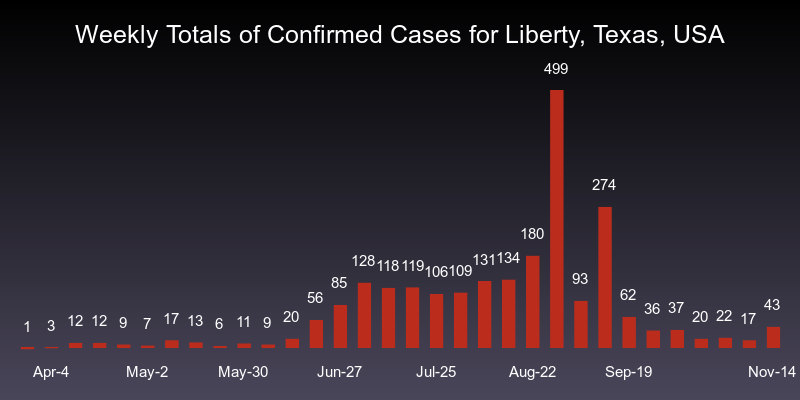 Weekly Totals of Confirmed Cases for Liberty, Texas, USA
499
274
180
128 118 119 106 109 131 134
93
85
56
62
1 3 12 12 9 7 17 13 6 11 9 20
36 37 20 22 17 43
Apr-4 May-2 May-30 Jun-27 Jul-25 Aug-22 Sep-19 Nov-14